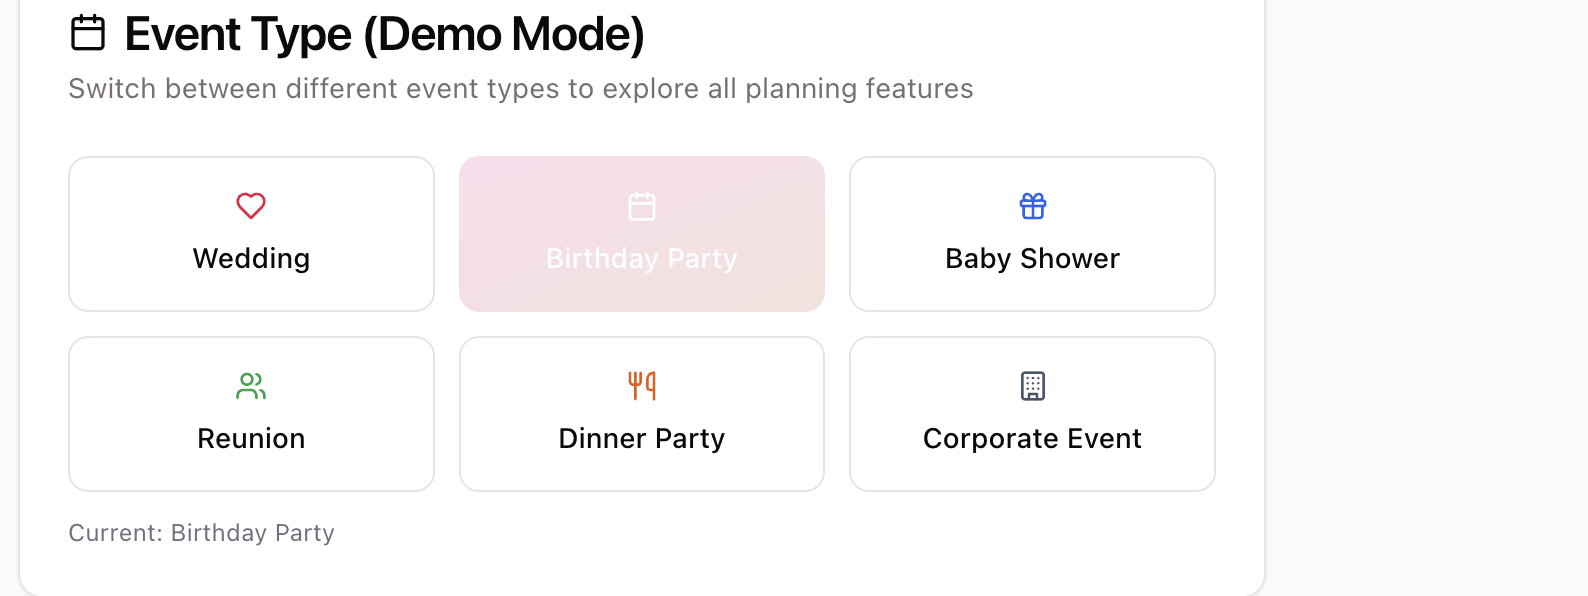 Event Type (Demo Mode)
Switch between different event types to explore all planning features
Wedding
Birthday Party
Baby Shower
Reunion
Dinner Party
Corporate Event
Current: Birthday Party